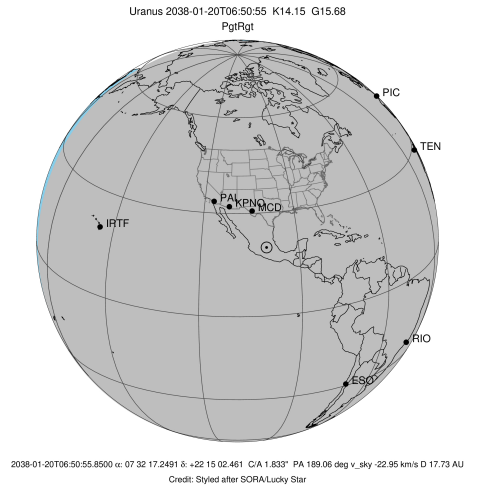 Uranus 2038-01-20T06:50:55 K14.15 G15.68
PgtRgt
PIC
TEN
PAL
KPNO
MCD
IRTF
RIO
ESO
2038-01-20T06:50:55.8500 α: 07 32 17.2491 δ: +22 15 02.461 C/A 1.833" PA 189.06 deg v_sky -22.95 km/s D 17.73 AU
Credit: Styled after SORA/Lucky Star